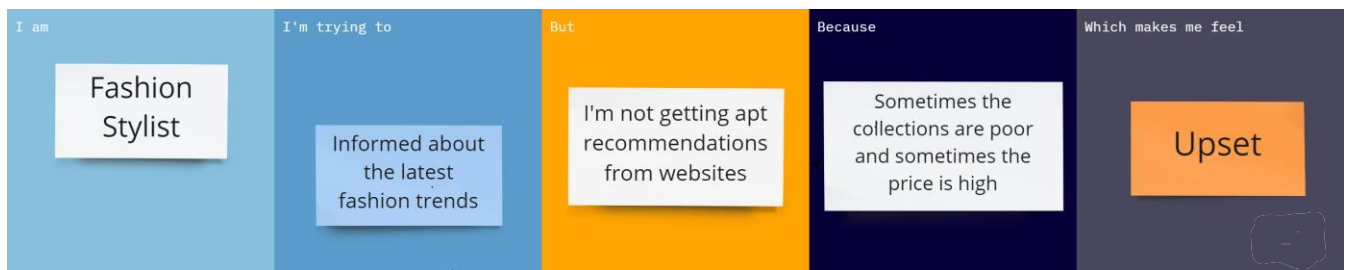 I am
Fashion
Stylist
I'm trying to
Informed about
the latest
fashion trends
But
I'm not getting apt
recommendations
from websites
Because
Sometimes the
collections are poor
and sometimes the
price is high
Which makes me feel
Upset